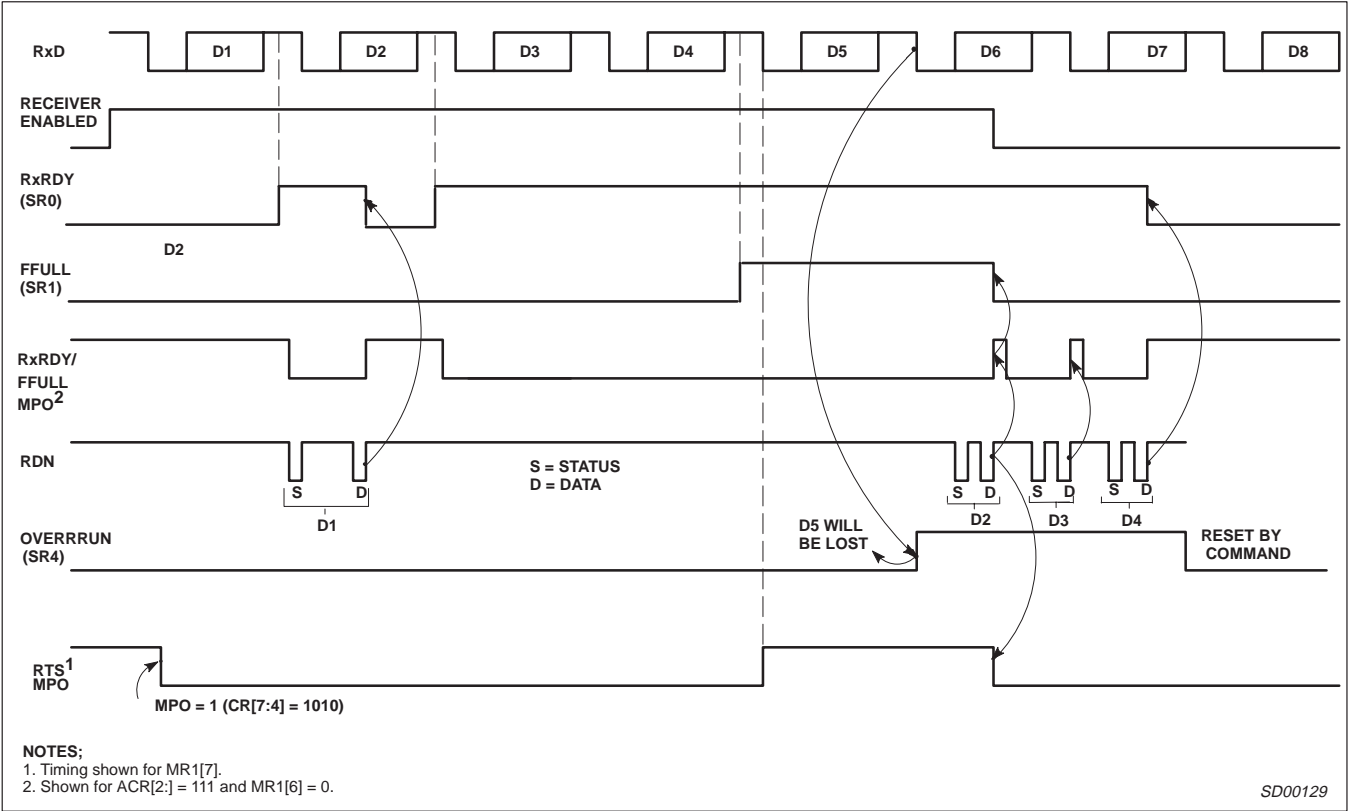 RxD
D1
D2
D3
D4
D5
D6
D7
D8
RECEIVER
ENABLED
RxRDY
(SR0)
D2
FFULL
(SR1)
RxRDY/
FFULL
MPO2
RDN
S = STATUS
D = DATA
S D
D1
S D
D2
S D
D3
S D
D4
OVERRRUN
(SR4)
D5 WILL
BE LOST
RESET BY
COMMAND
RTS1
MPO
MPO = 1 (CR[7:4] = 1010)
NOTES;
1. Timing shown for MR1[7].
2. Shown for ACR[2:] = 111 and MR1[6] = 0.
SD00129